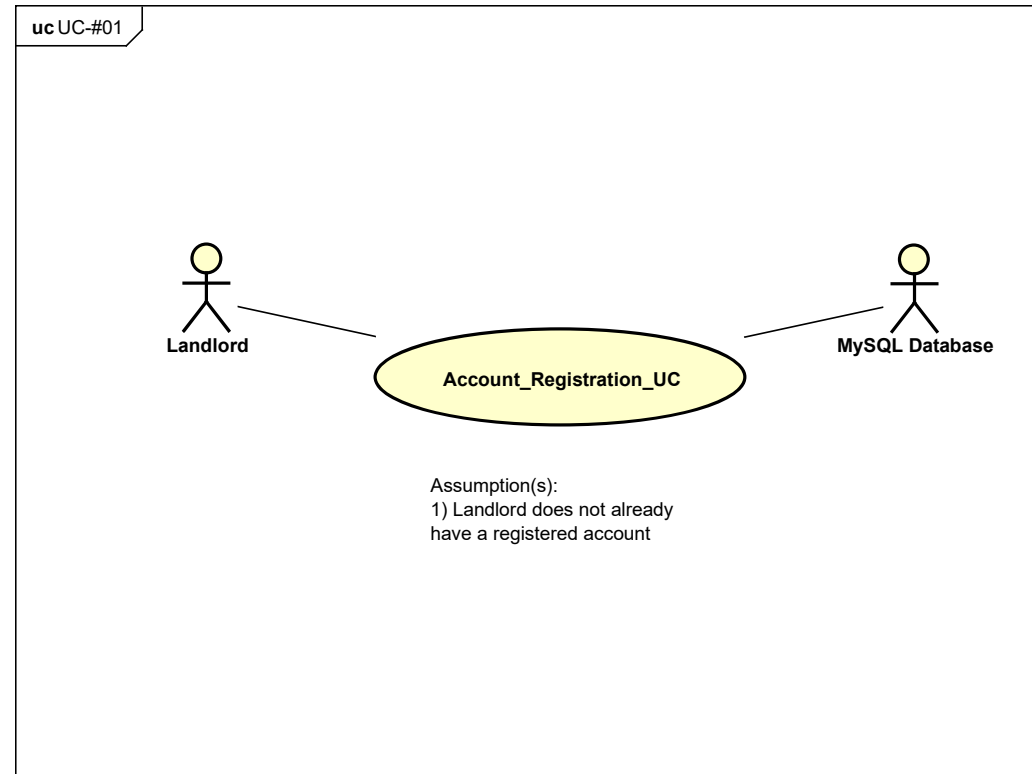 uc UC-#01
Landlord
MySQL Database
Account_Registration_UC
Assumption(s):
1) Landlord does not already
have a registered account